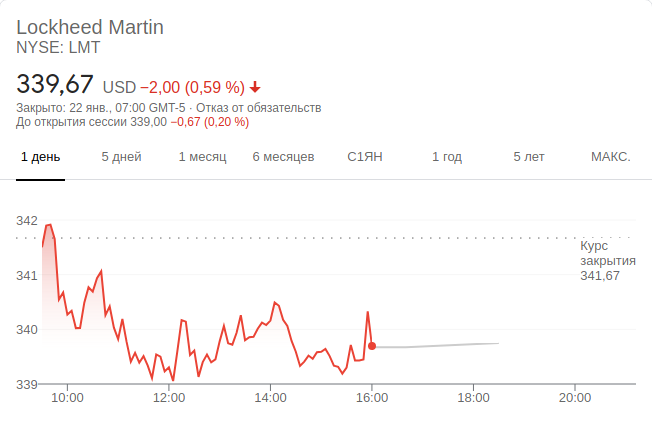 Lockheed Martin
NYSE: LMT
339,67 USD −2,00 (0,59 %)
Закрыто: 22 янв., 07:00 GMT-5 · Отказ от обязательств
До открытия сессии 339,00 −0,67 (0,20 %)
1 день 5 дней 1 месяц 6 месяцев С1ЯН 1 год 5 лет МАКС.
342
Курс
закрытия
341,67
341
340
339
10:00 12:00 14:00 16:00 18:00 20:00